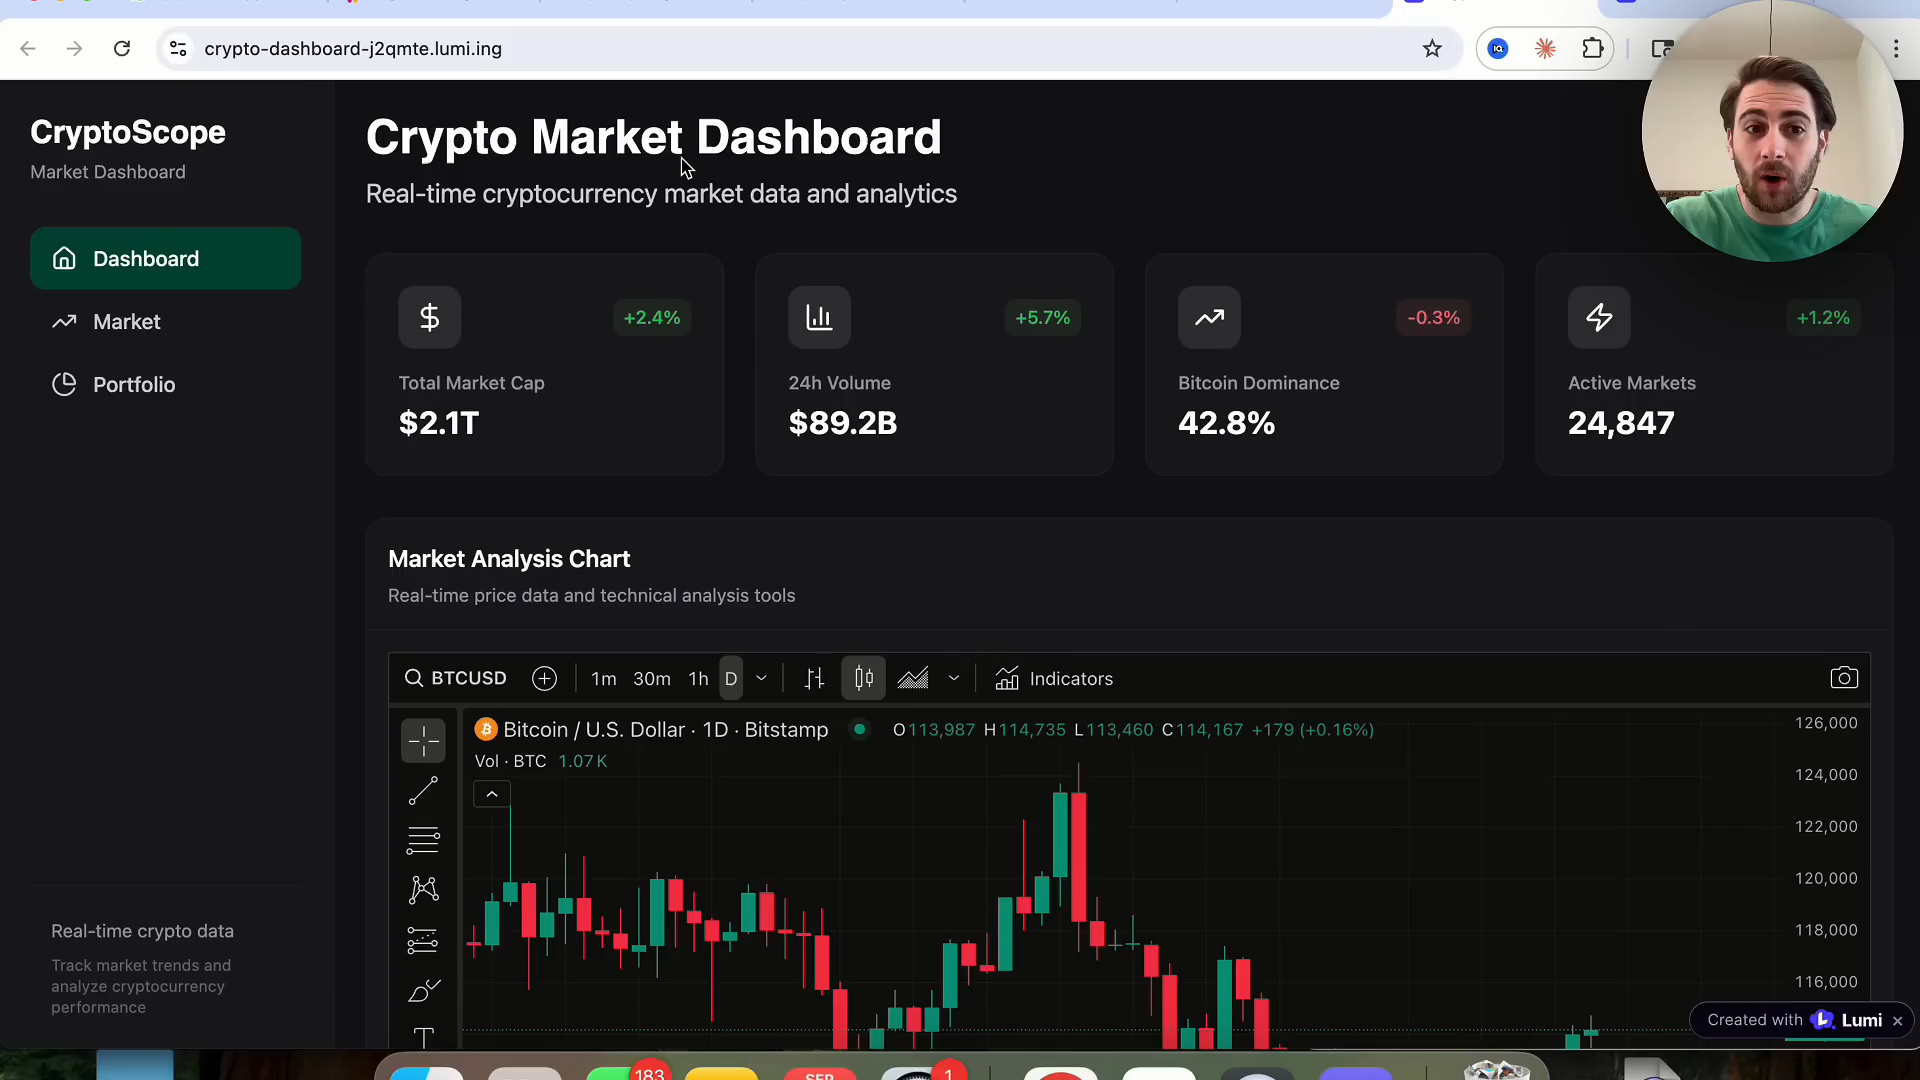 crypto-dashboard-j2qmte.lumi.ing
CryptoScope
Market Dashboard
Dashboard
Market
Portfolio
Real-time crypto data
Track market trends and
analyze cryptocurrency
performance
Crypto Market Dashboard
Real-time cryptocurrency market data and analytics
+2.4%
Total Market Cap
$2.1T
+5.7%
24h Volume
$89.2B
-0.3%
Bitcoin Dominance
42.8%
+1.2%
Active Markets
24,847
Market Analysis Chart
Real-time price data and technical analysis tools
BTCUSD 1m 30m 1h D Indicators
Bitcoin / U.S. Dollar · 1D · Bitstamp O113,987 H114,735 L113,460 C114,167 +179 (+0.16%)
Vol · BTC 1.07K
126,000
124,000
122,000
120,000
118,000
116,000
Created with Lumi
183
SEP
1